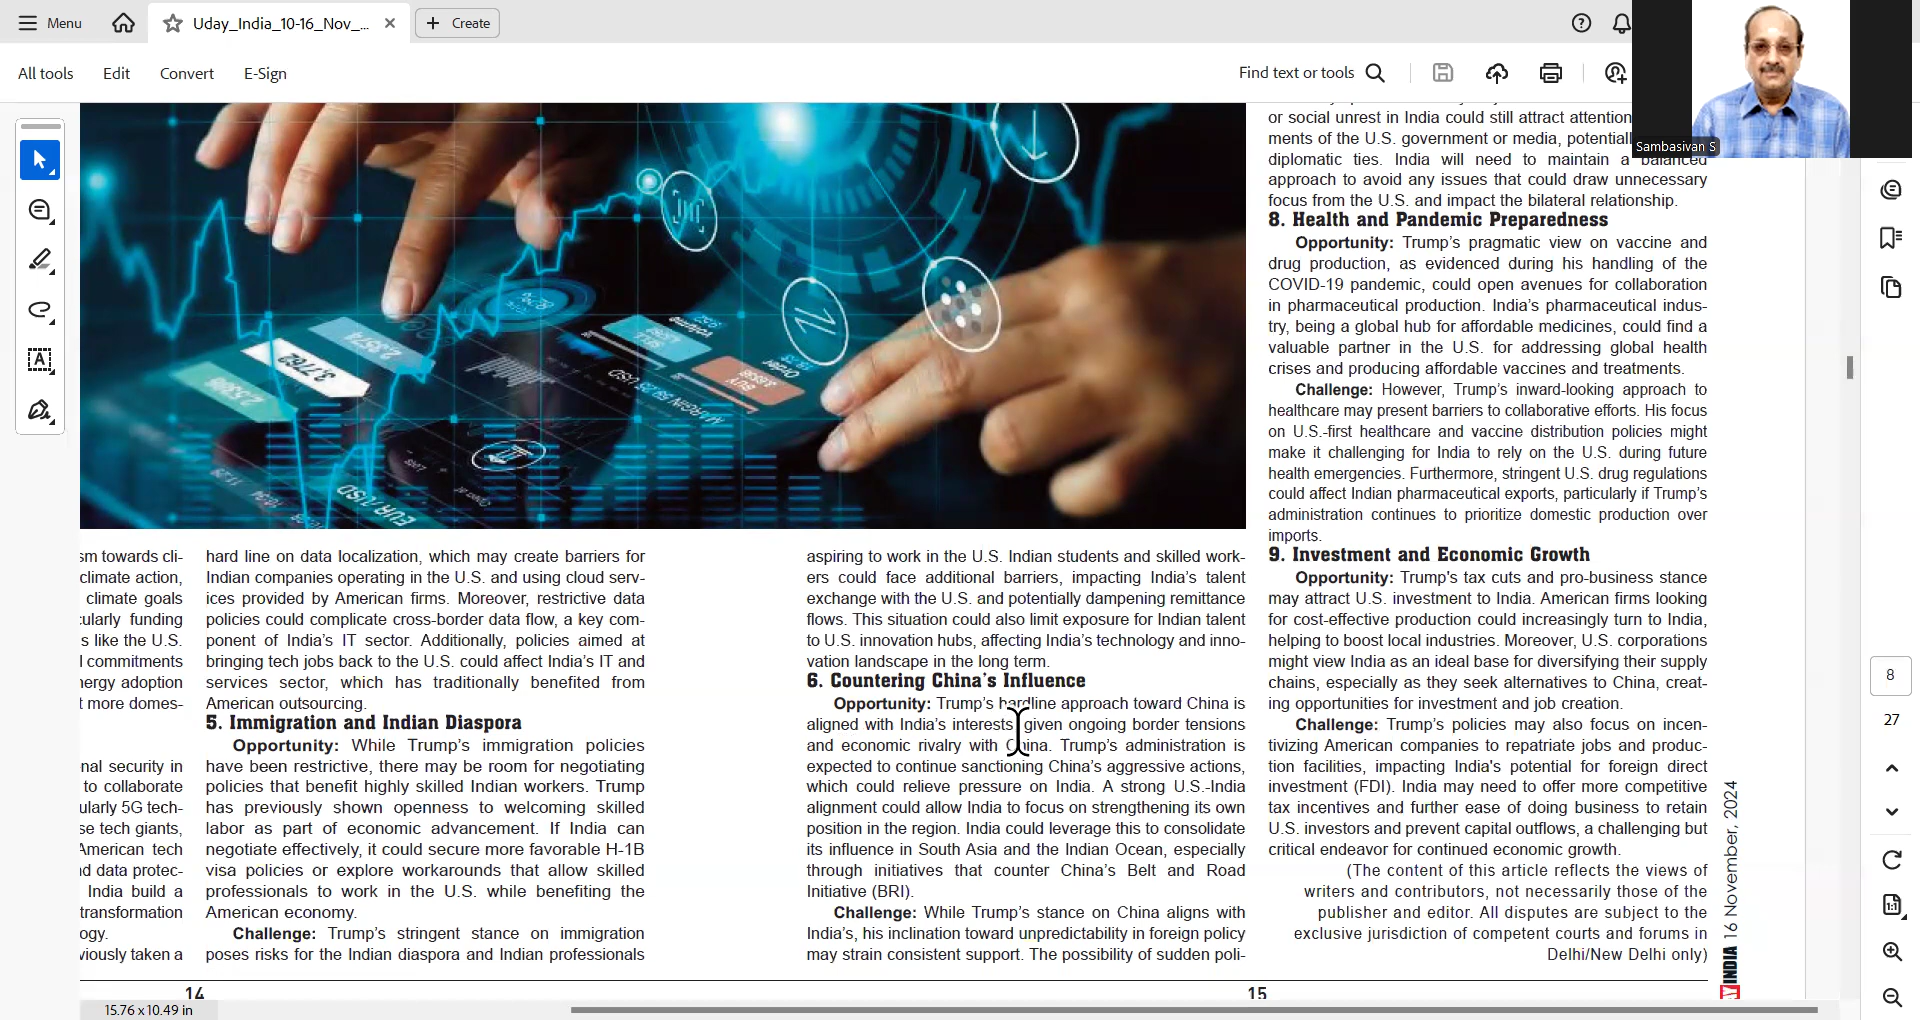 Menu
Uday_India_10-16_Nov_...
Create
All tools
Edit
Convert
E-Sign
Find text or tools
Sambasivan S
sm towards cli-
climate action,
climate goals
ularly funding
s like the U.S.
commitments
nergy adoption
t more domes-
nal security in
to collaborate
ularly 5G tech-
se tech giants,
American tech
nd data protec-
India build a
transformation
ogy.
viously taken a
hard line on data localization, which may create barriers for
Indian companies operating in the U.S. and using cloud serv-
ices provided by American firms. Moreover, restrictive data
policies could complicate cross-border data flow, a key com-
ponent of India's IT sector. Additionally, policies aimed at
bringing tech jobs back to the U.S. could affect India's IT and
services sector, which has traditionally benefited from
American outsourcing.
5. Immigration and Indian Diaspora
Opportunity: While Trump's immigration policies
have been restrictive, there may be room for negotiating
policies that benefit highly skilled Indian workers. Trump
has previously shown openness to welcoming skilled
labor as part of economic advancement. If India can
negotiate effectively, it could secure more favorable H-1B
visa policies or explore workarounds that allow skilled
professionals to work in the U.S. while benefiting the
American economy.
Challenge: Trump's stringent stance on immigration
poses risks for the Indian diaspora and Indian professionals
14
aspiring to work in the U.S. Indian students and skilled work-
ers could face additional barriers, impacting India's talent
exchange with the U.S. and potentially dampening remittance
flows. This situation could also limit exposure for Indian talent
to U.S. innovation hubs, affecting India's technology and inno-
vation landscape in the long term.
6. Countering China's Influence
Opportunity: Trump's hardline approach toward China is
aligned with India's interests, given ongoing border tensions
and economic rivalry with China. Trump's administration is
expected to continue sanctioning China's aggressive actions,
which could relieve pressure on India. A strong U.S.-India
alignment could allow India to focus on strengthening its own
position in the region. India could leverage this to consolidate
its influence in South Asia and the Indian Ocean, especially
through initiatives that counter China's Belt and Road
Initiative (BRI).
Challenge: While Trump's stance on China aligns with
India's, his inclination toward unpredictability in foreign policy
may strain consistent support. The possibility of sudden poli-
or social unrest in India could still attract attention
ments of the U.S. government or media, potentiall
diplomatic ties. India will need to maintain a balanced
approach to avoid any issues that could draw unnecessary
focus from the U.S. and impact the bilateral relationship.
8. Health and Pandemic Preparedness
Opportunity: Trump's pragmatic view on vaccine and
drug production, as evidenced during his handling of the
COVID-19 pandemic, could open avenues for collaboration
in pharmaceutical production. India's pharmaceutical indus-
try, being a global hub for affordable medicines, could find a
valuable partner in the U.S. for addressing global health
crises and producing affordable vaccines and treatments.
Challenge: However, Trump's inward-looking approach to
healthcare may present barriers to collaborative efforts. His focus
on U.S.-first healthcare and vaccine distribution policies might
make it challenging for India to rely on the U.S. during future
health emergencies. Furthermore, stringent U.S. drug regulations
could affect Indian pharmaceutical exports, particularly if Trump's
administration continues to prioritize domestic production over
imports.
9. Investment and Economic Growth
Opportunity: Trump's tax cuts and pro-business stance
may attract U.S. investment to India. American firms looking
for cost-effective production could increasingly turn to India,
helping to boost local industries. Moreover, U.S. corporations
might view India as an ideal base for diversifying their supply
chains, especially as they seek alternatives to China, creat-
ing opportunities for investment and job creation.
Challenge: Trump's policies may also focus on incen-
tivizing American companies to repatriate jobs and produc-
tion facilities, impacting India's potential for foreign direct
investment (FDI). India may need to offer more competitive
tax incentives and further ease of doing business to retain
U.S. investors and prevent capital outflows, a challenging but
critical endeavor for continued economic growth.
(The content of this article reflects the views of
writers and contributors, not necessarily those of the
publisher and editor. All disputes are subject to the
exclusive jurisdiction of competent courts and forums in
Delhi/New Delhi only)
15
AY INDIA 16 November, 2024
8
27
1:1
15.76 x 10.49 in